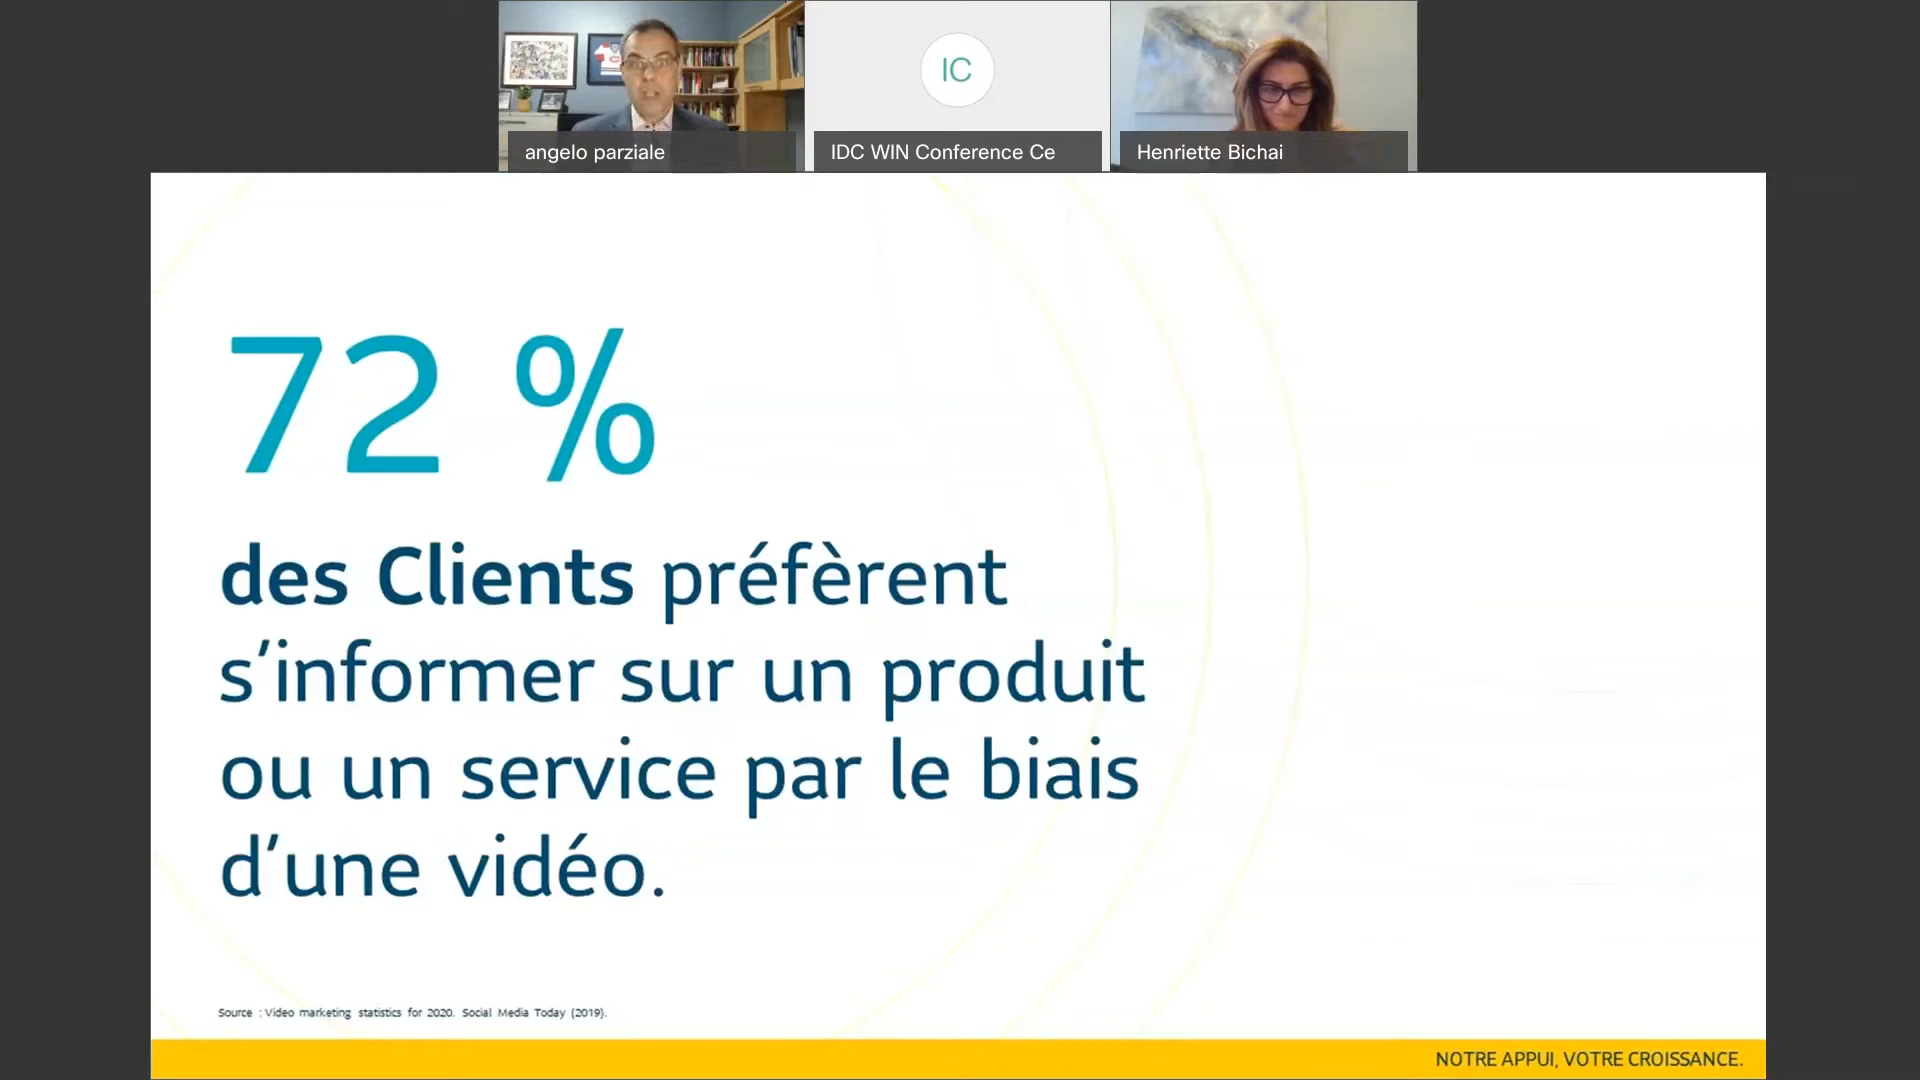 angelo parziale
IC
IDC WIN Conference Ce
Henriette Bichai
72 %
des Clients préfèrent
s’informer sur un produit
ou un service par le biais
d’une vidéo.
Source : Video marketing statistics for 2020. Social Media Today (2019).
NOTRE APPUI, VOTRE CROISSANCE.